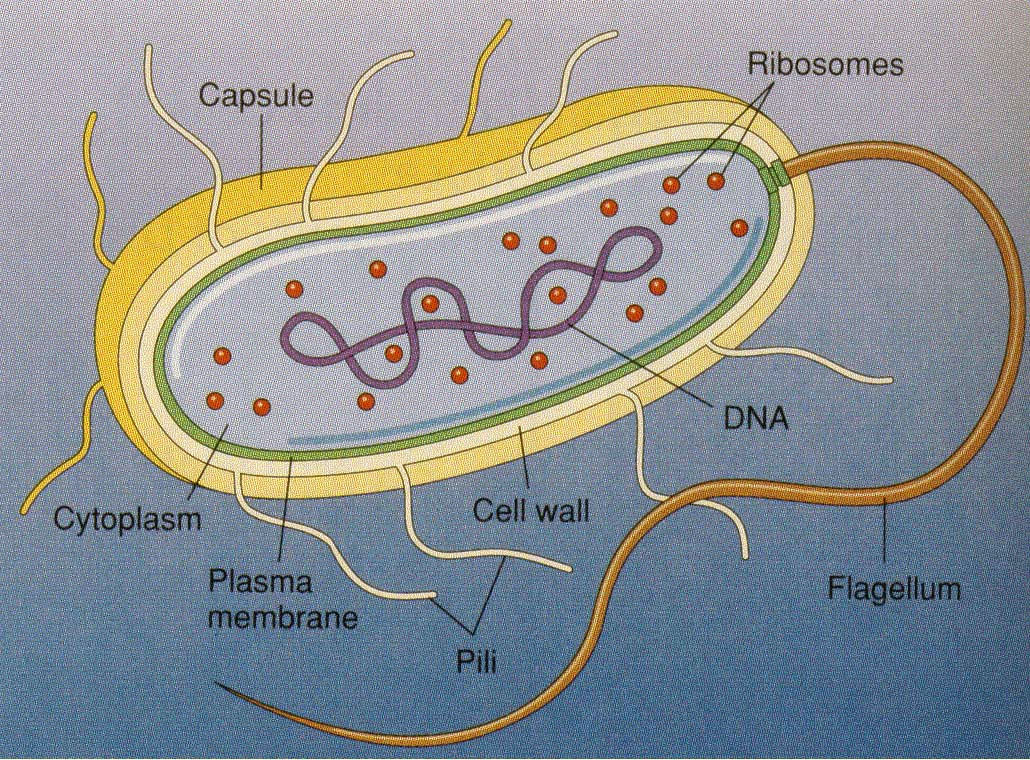 Ribosomes
Capsule
DNA
Cell wall
Cytoplasm
Plasma
membrane
Flagellum
Pili